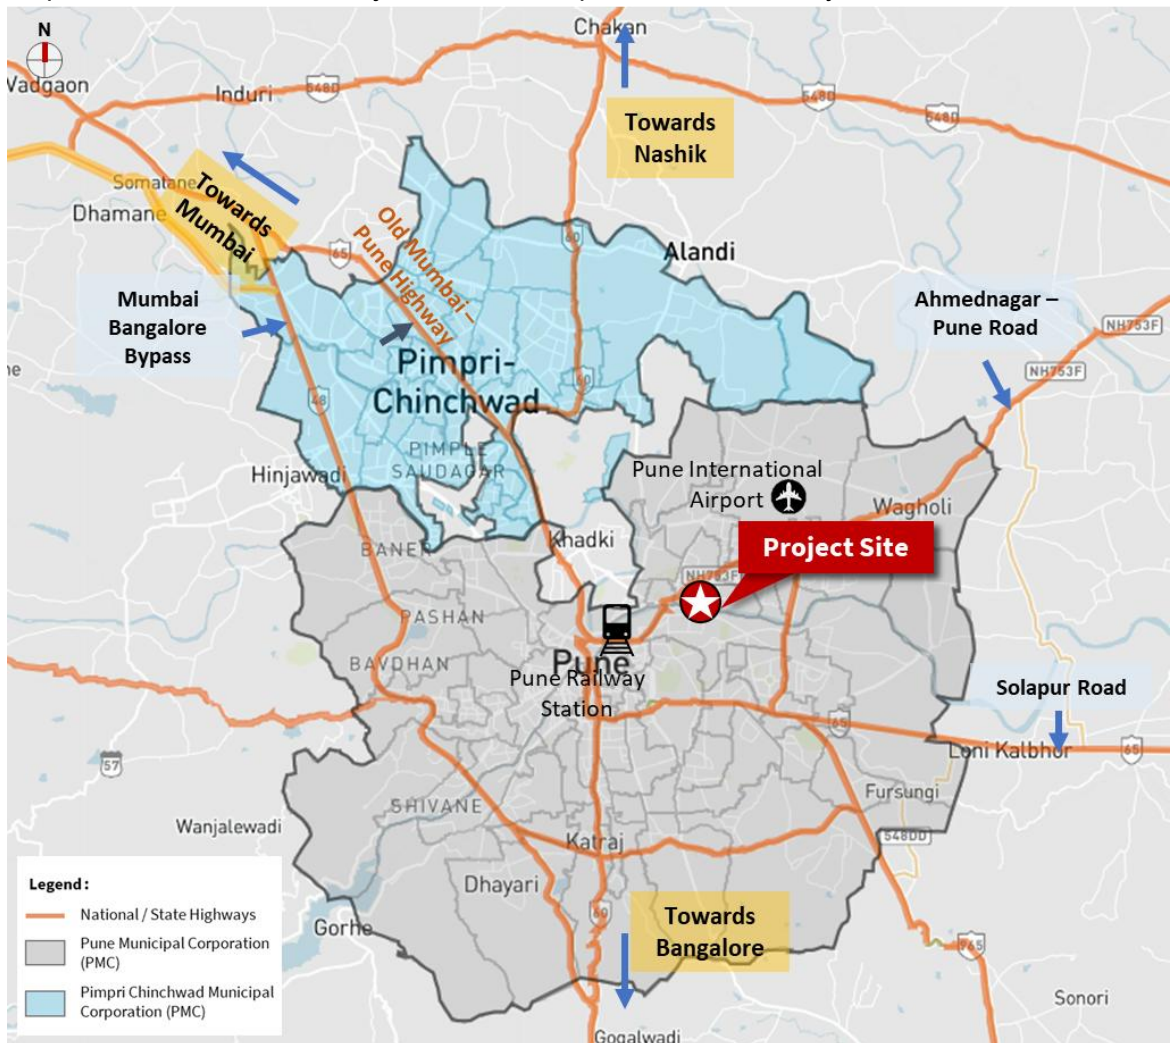 N
Chakan
Vadgaon
Induri
548D
548D
548D
Towards
Nashik
Somatane
Dhamane
Towards
Mumbai
65
Old Mumbai –
Pune Highway
60
Alandi
Mumbai
Bangalore
Bypass
Ahmednagar –
Pune Road
NH753F
NH753F
Pimpri-
Chinchwad
60
48
PIMPLE
SAUDAGAR
Hinjawadi
Pune International
Airport
Wagholi
BANER
Khadki
Project Site
NH753F
PASHAN
BAVDHAN
Pune
Pune Railway
Station
Solapur Road
65
Loni Kalbhor
65
57
SHIVANE
Fursungi
Wanjalewadi
Katraj
548DD
Dhayari
Legend :
National / State Highways
Pune Municipal Corporation
(PMC)
Pimpri Chinchwad Municipal
Corporation (PMC)
Gorhe
60
Towards
Bangalore
965
Sonori
Gogalwadi